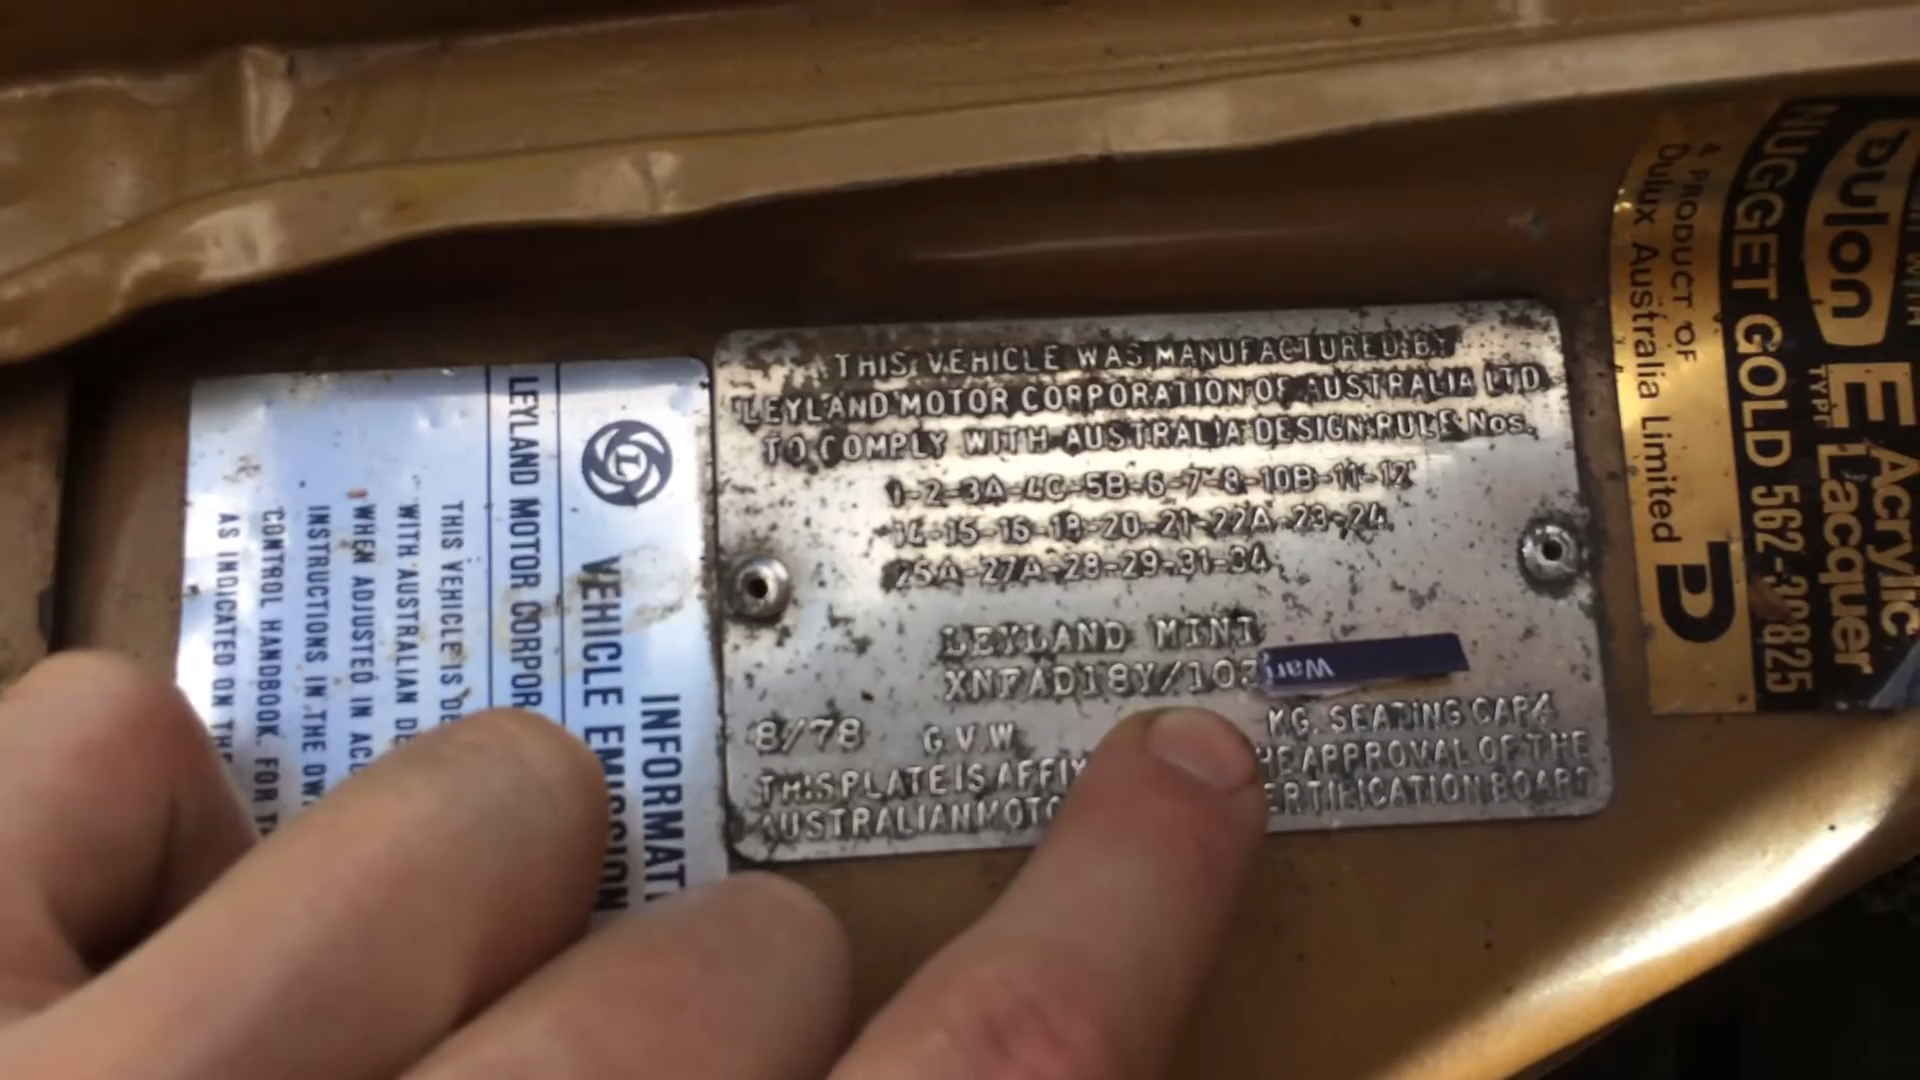 THIS VEHICLE WAS MANUFACTURED BY
LEYLAND MOTOR CORPORATION OF AUSTRALIA LTD
TO COMPLY WITH AUSTRALIA DESIGN RULE Nos.
1-2-3A-4C-5B-6-7-8-10B-11-12
14-15-16-18-20-21-22A-23-24
25A-27A-28-29-31-34
LEYLAND MINI
XNFAD18Y/103
War
8/78 G.V.W KG. SEATING CAP4
THIS PLATE IS AFFIX HE APPROVAL OF THE
AUSTRALIAN MOTO ERTIFICATION BOARD
INFORMATI
VEHICLE EMISSION
L
LEYLAND MOTOR CORPOR
THIS VEHICLE IS DE
WITH AUSTRALIAN DE
WHEN ADJUSTED IN ACC
INSTRUCTIONS IN THE OW
CONTROL HANDBOOK. FOR T
AS INDICATED ON THE
WITH
Dulon E Acrylic Lacquer
TYPE
NUGGET GOLD 562-30825
A PRODUCT OF
Dulux Australia Limited
D